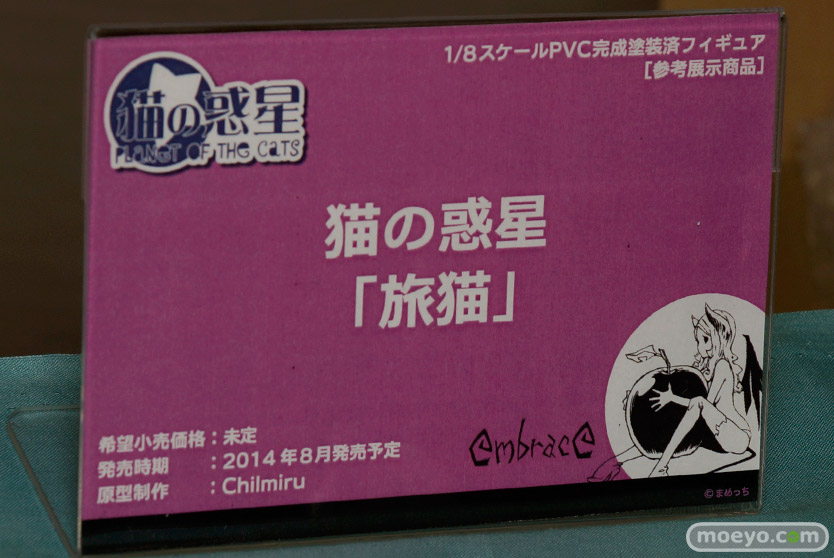 1/8スケールPVC完成塗装済フィギュア
[参考展示商品]
猫の惑星
PLANET OF THE CATS
猫の惑星
「旅猫」
希望小売価格：未定
発売時期　：2014年8月発売予定
原型制作　：Chilmiru
embracE
©まめっち
moeyo.com